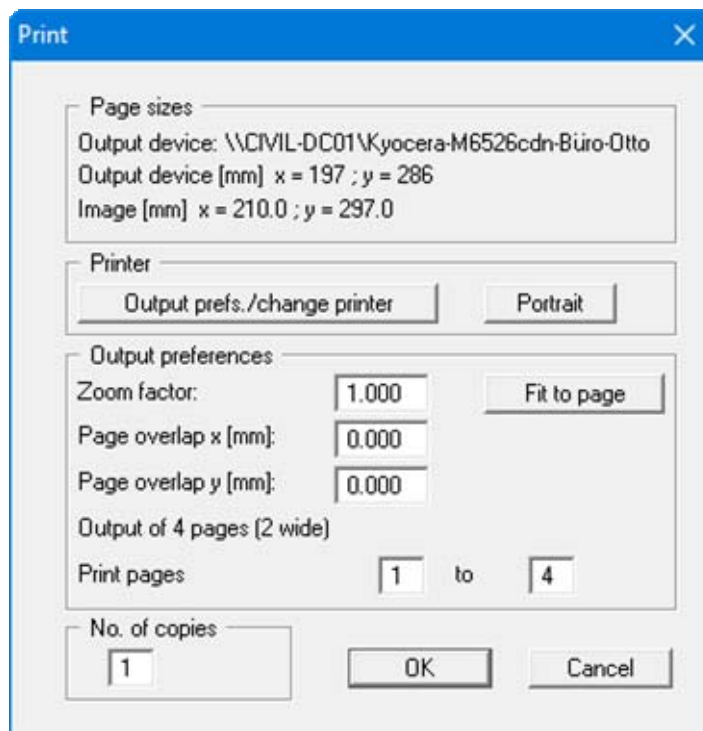 Print
Page sizes
Output device: \\CIVIL-DC01\Kyocera-M6526cdn-Büro-Otto
Output device [mm]  x = 197 ; y = 286
Image [mm]  x = 210.0 ; y = 297.0
Printer
Output prefs./change printer
Portrait
Output preferences
Zoom factor: 1.000 Fit to page
Page overlap x [mm]: 0.000
Page overlap y [mm]: 0.000
Output of 4 pages (2 wide)
Print pages 1 to 4
No. of copies
1
OK
Cancel